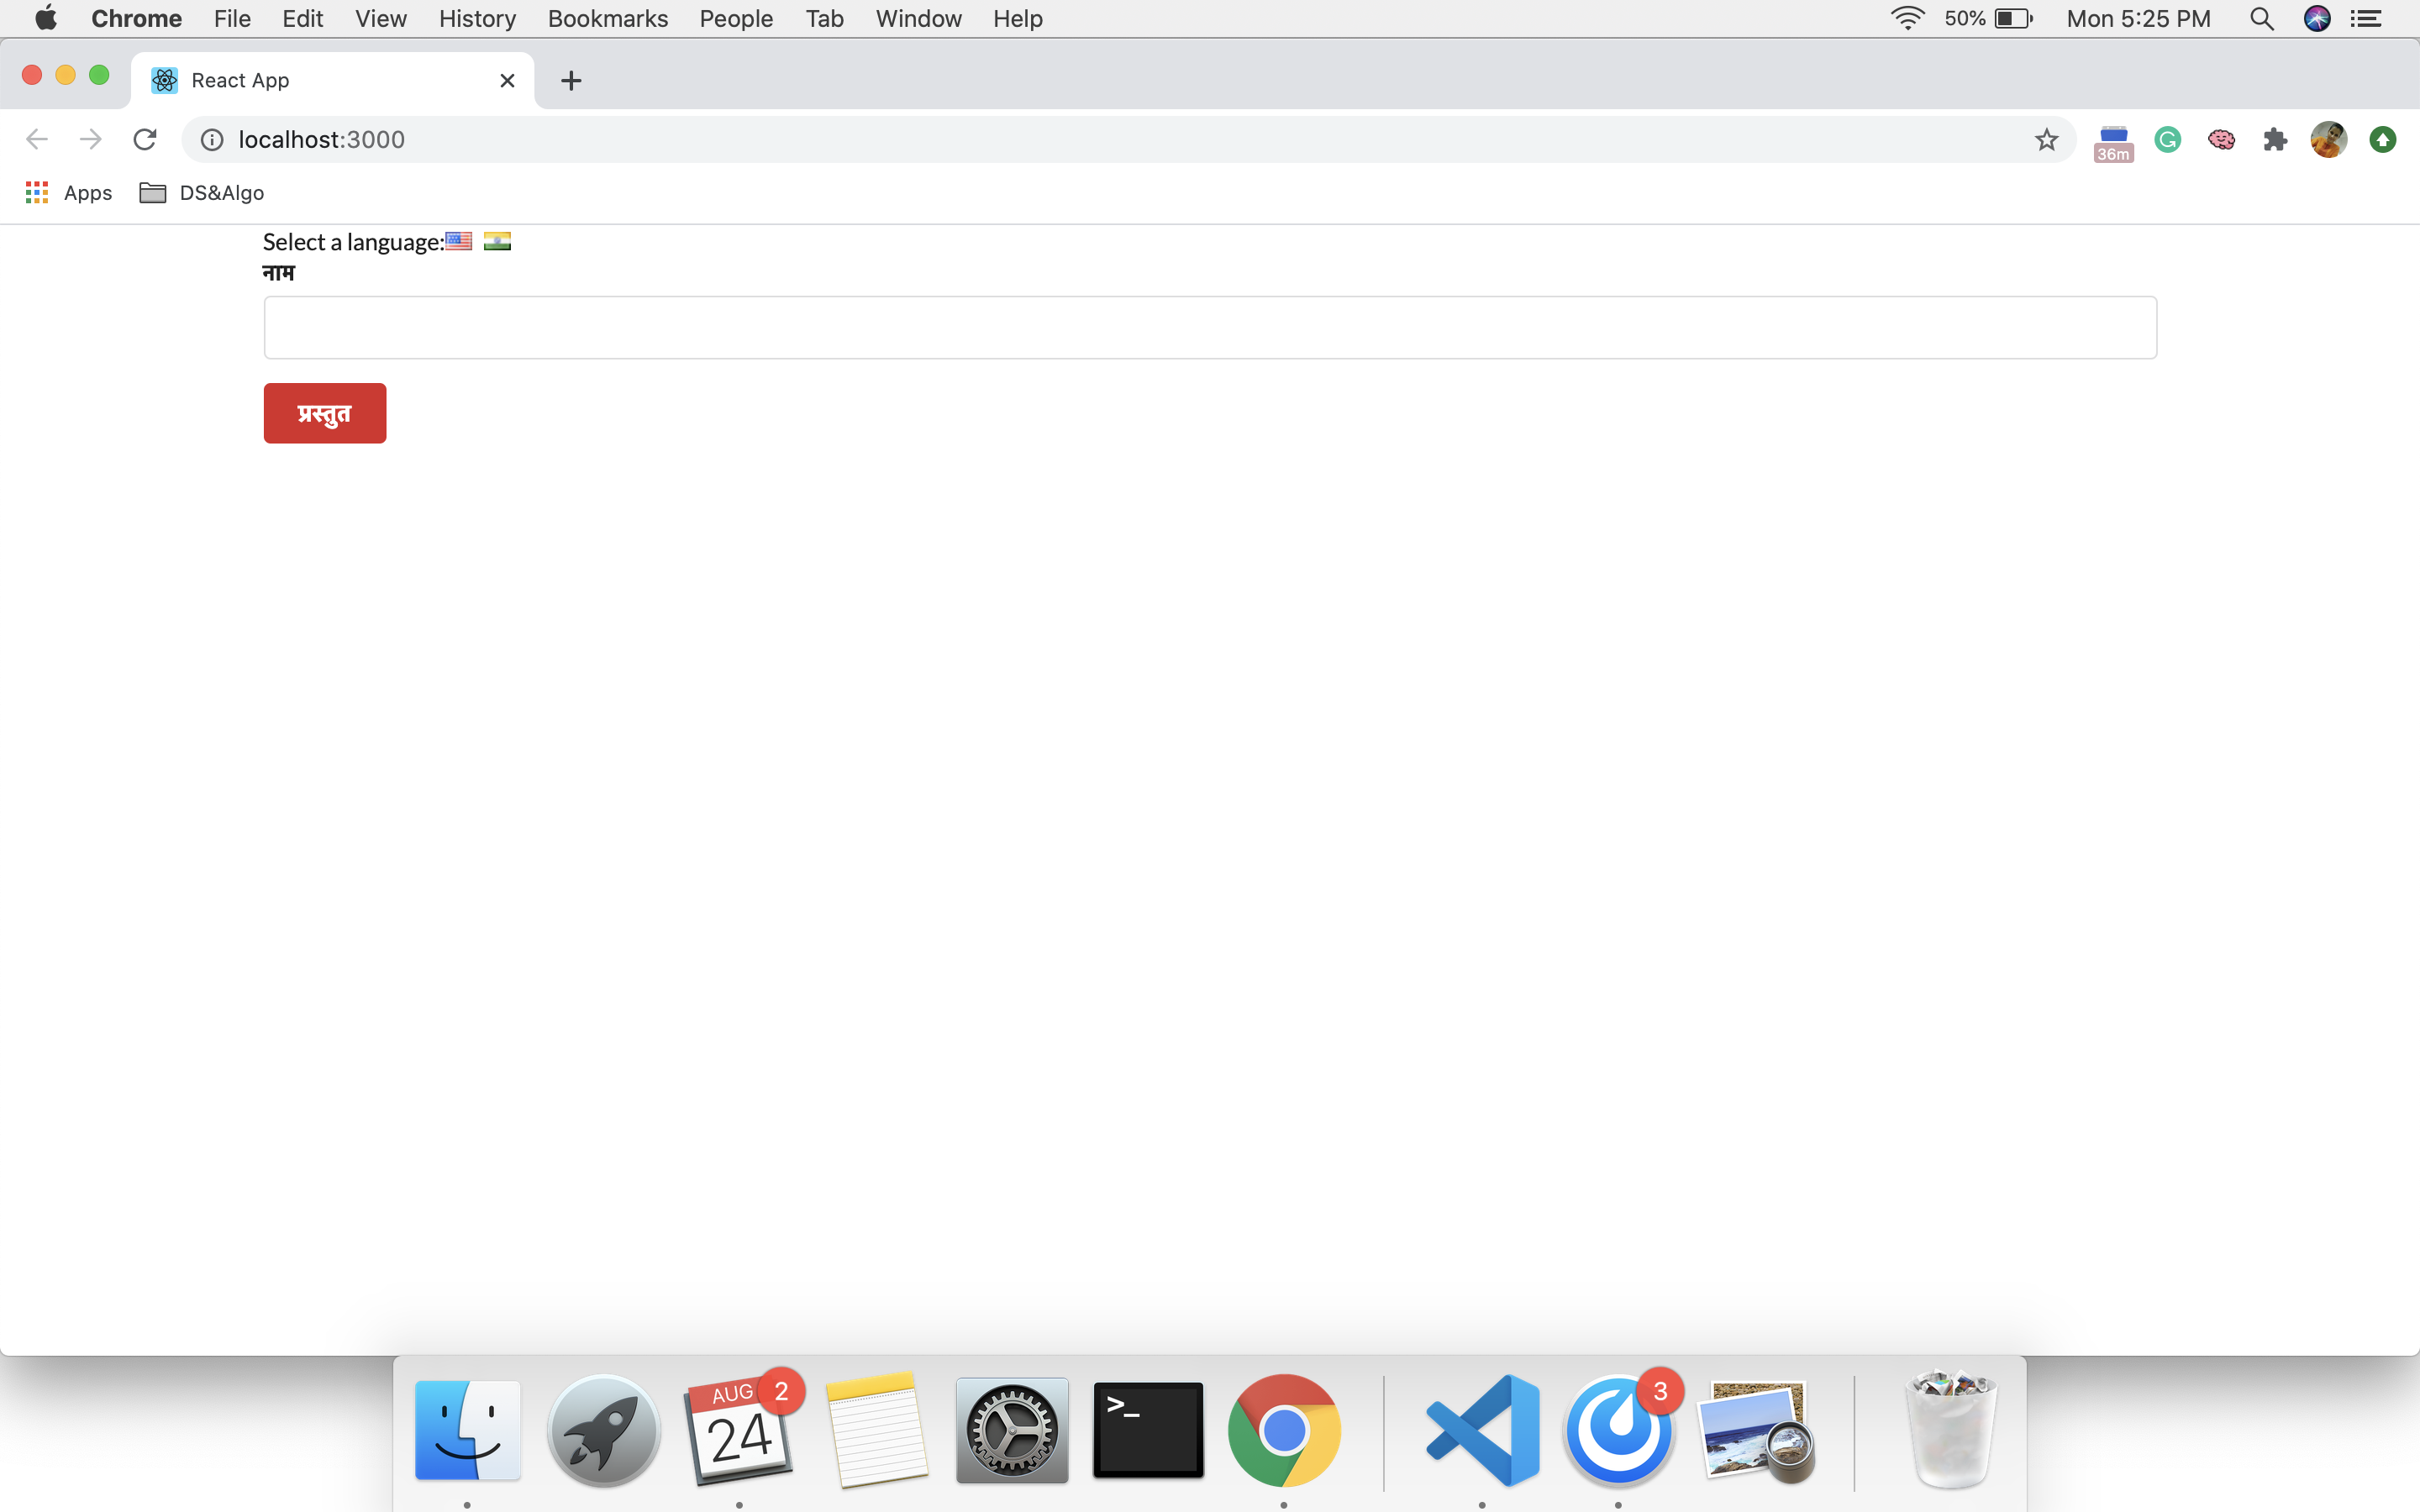 Chrome File Edit View History Bookmarks People Tab Window Help 50% Mon 5:25 PM
React App
localhost:3000
36m
Apps DS&Algo
Select a language:
नाम
प्रस्तुत
AUG 2
24
>_
3